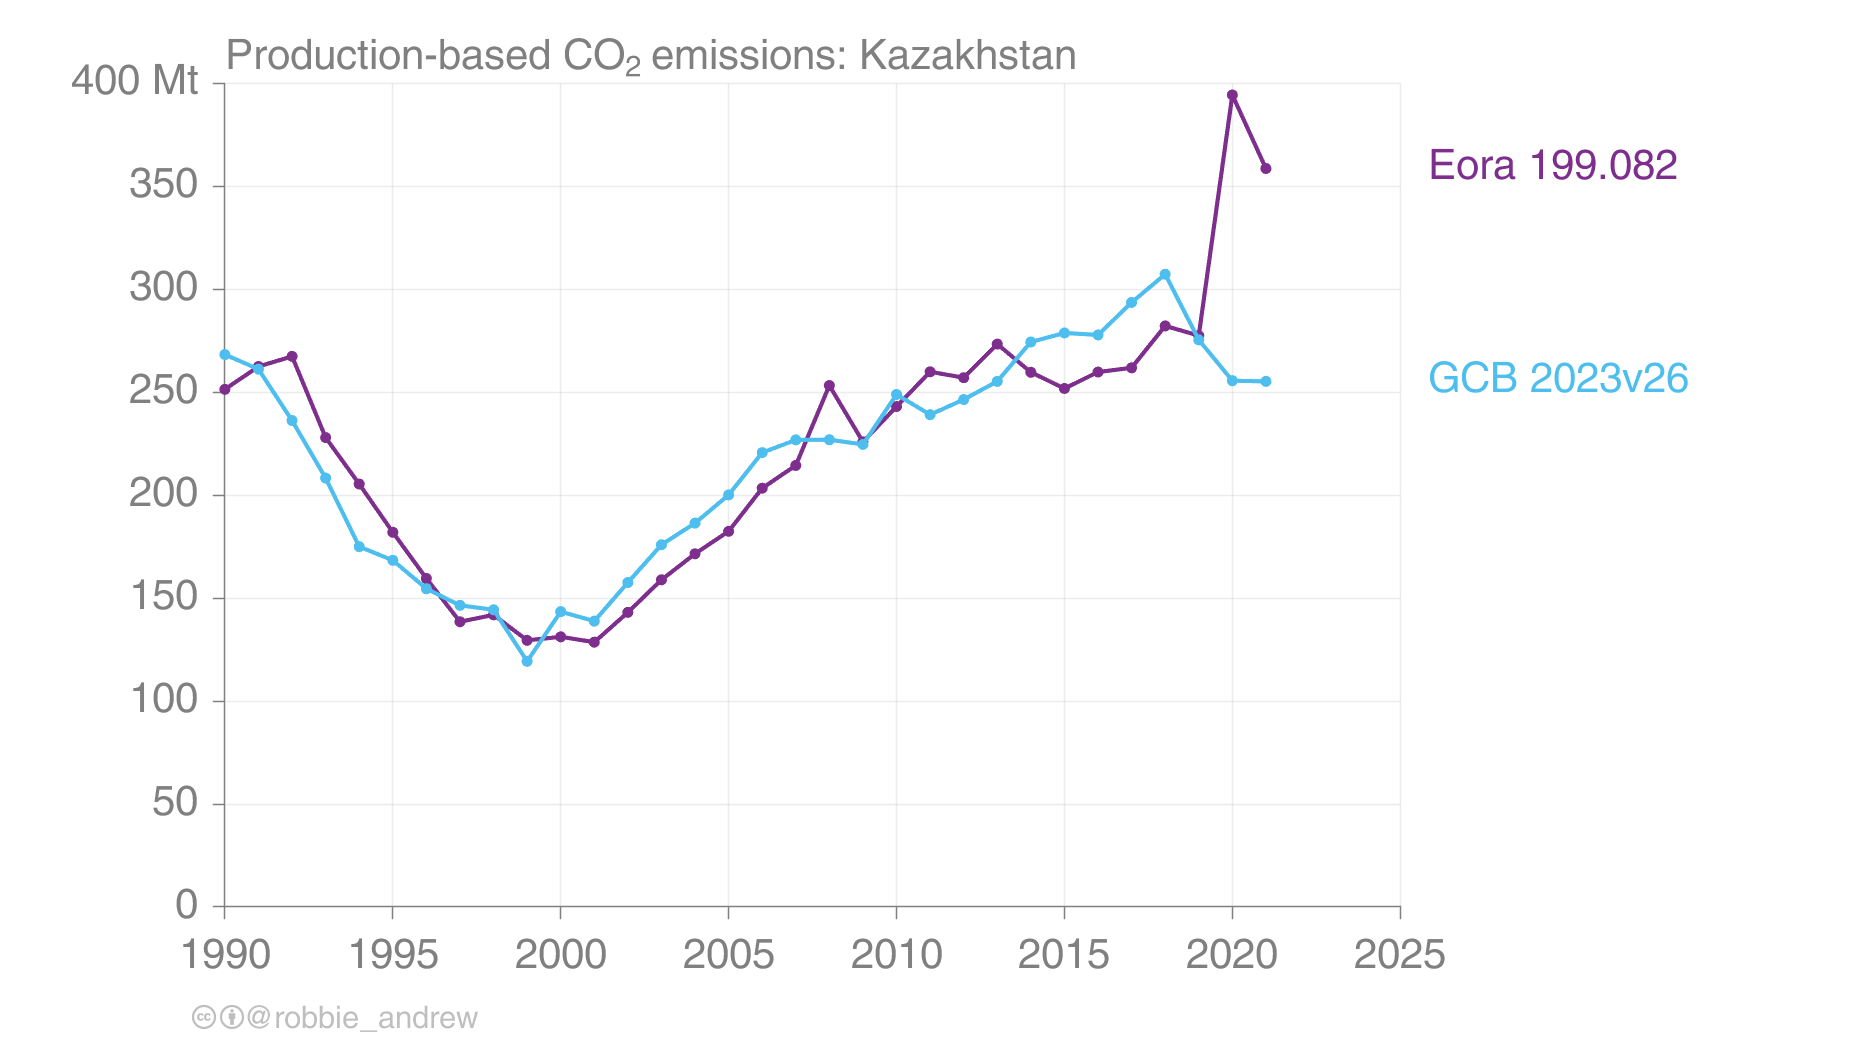 Production-based CO₂ emissions: Kazakhstan
400 Mt
350
300
250
200
150
100
50
0
1990 1995 2000 2005 2010 2015 2020 2025
Eora 199.082
GCB 2023v26
@robbie_andrew